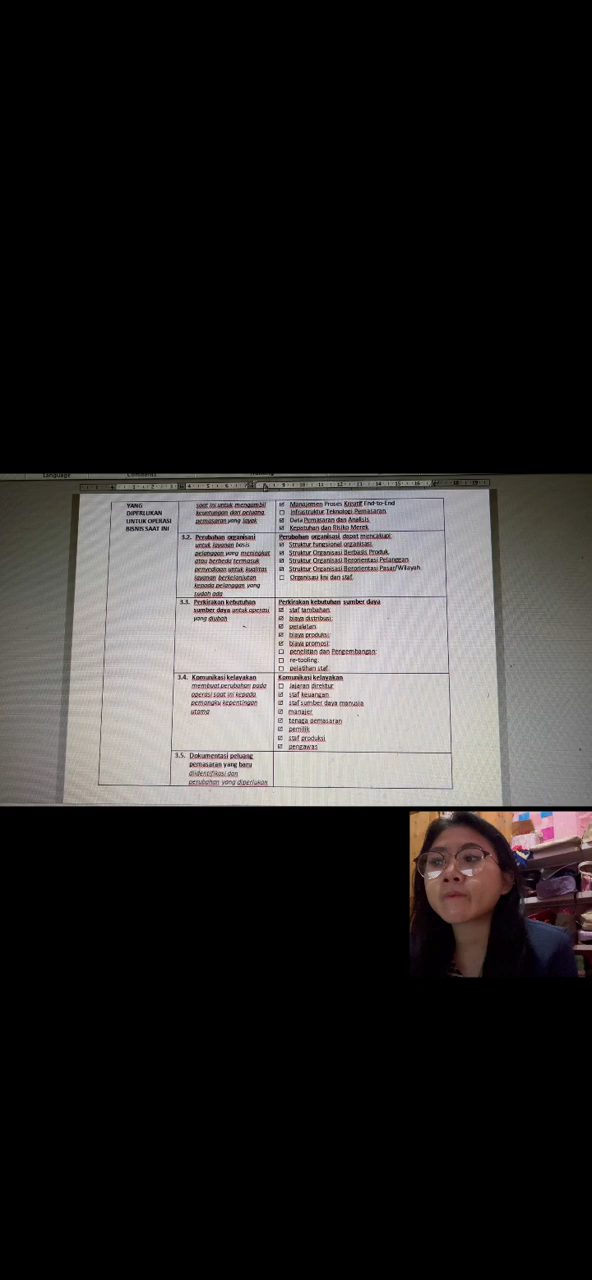 Language
Comments
YANG
DIPERLUKAN
UNTUK OPERASI
BISNIS SAAT INI
saat ini untuk mengambil
keuntungan dari peluang
pemasaran yang layak
Manajemen Proses Kreatif End-to-End
Infrastruktur Teknologi Pemasaran
Data Pemasaran dan Analisis
Kepatuhan dan Risiko Merek
3.2. Perubahan organisasi
untuk layanan basis
pelanggan yang meningkat
atau berbeda termasuk
penyediaan untuk kualitas
layanan berkelanjutan
kepada pelanggan yang
sudah ada
Perubahan organisasi dapat mencakup:
Struktur fungsional organisasi
Struktur Organisasi Berbasis Produk
Struktur Organisasi Berorientasi Pelanggan
Struktur Organisasi Berorientasi Pasar/Wilayah
Organisasi lini dan staf
3.3. Perkirakan kebutuhan
sumber daya untuk operasi
yang diubah
Perkirakan kebutuhan sumber daya
staf tambahan;
biaya distribusi;
peralatan;
biaya produksi;
biaya promosi;
penelitian dan Pengembangan;
re-tooling;
pelatihan staf
3.4. Komunikasi kelayakan
membuat perubahan pada
operasi saat ini kepada
pemangku kepentingan
utama
Komunikasi kelayakan
jajaran direktur
staf keuangan
staf sumber daya manusia
manajer
tenaga pemasaran
pemilik
staf produksi
pengawas
3.5. Dokumentasi peluang
pemasaran yang baru
diidentifikasi dan
perubahan yang diperlukan